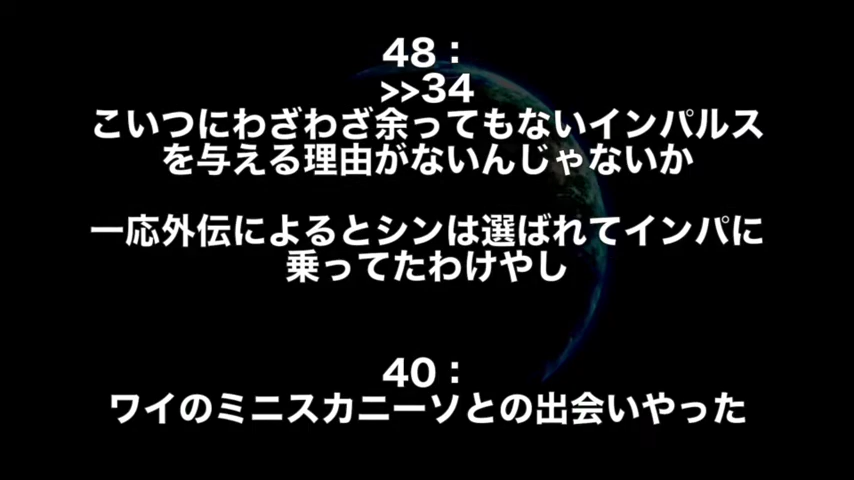 48：
>>34
こいつにわざわざ余ってもないインパルス
を与える理由がないんじゃないか
一応外伝によるとシンは選ばれてインパに
乗ってたわけやし
40：
ワイのミニスカニーソとの出会いやった